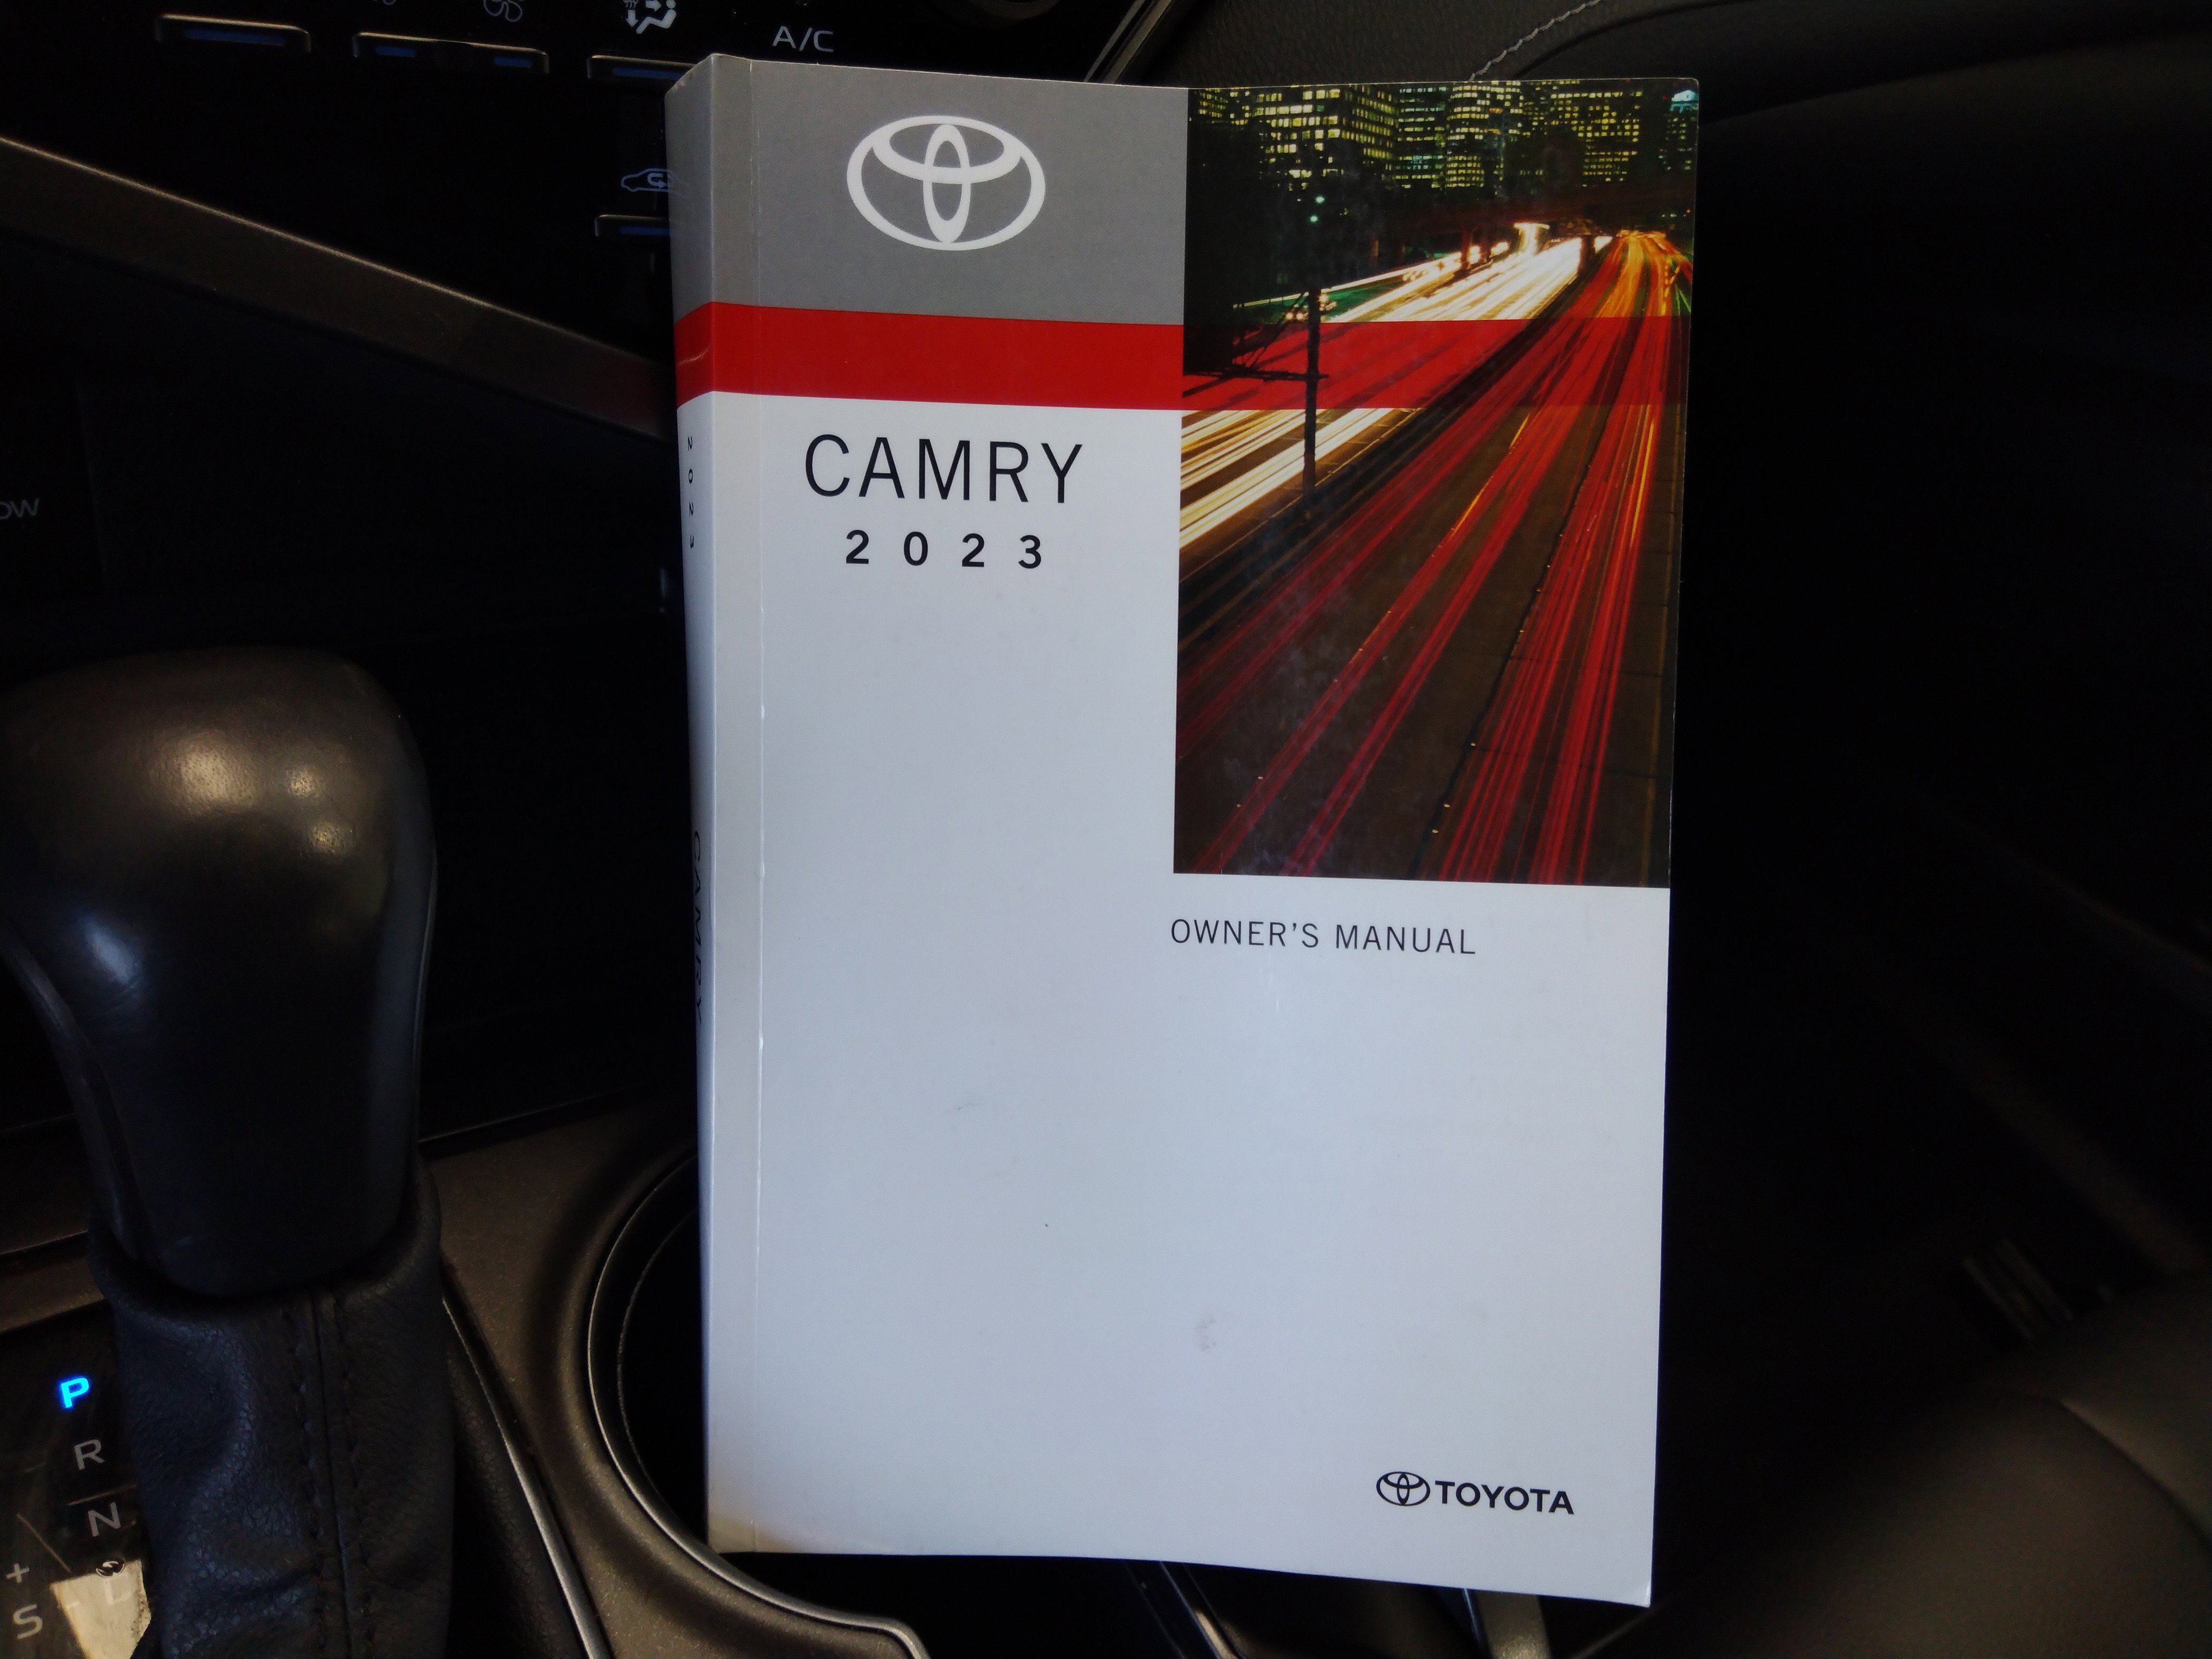 A/C
CAMRY
2023
2023
CAMRY
OWNER'S MANUAL
TOYOTA
P
R
N
+
S